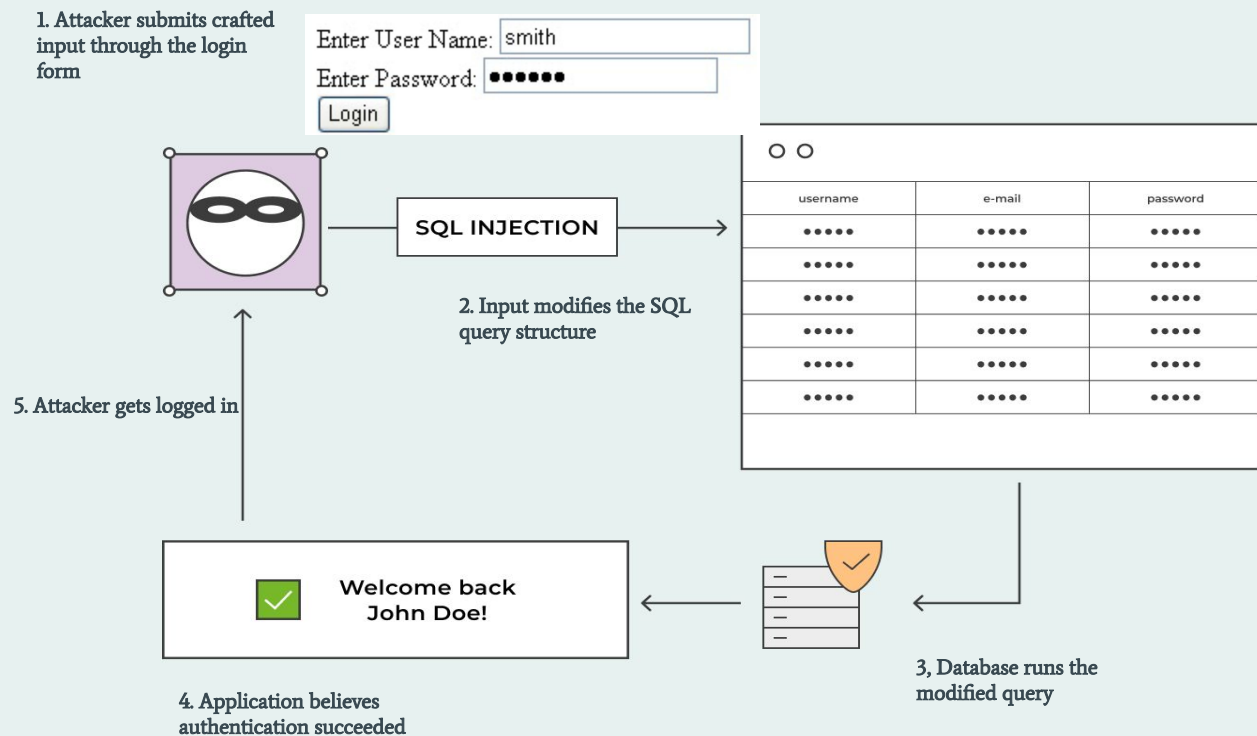 1. Attacker submits crafted
input through the login
form
Enter User Name: smith
Enter Password: ●●●●●●
Login
SQL INJECTION
username e-mail password
●●●●● ●●●●● ●●●●●
●●●●● ●●●●● ●●●●●
●●●●● ●●●●● ●●●●●
●●●●● ●●●●● ●●●●●
●●●●● ●●●●● ●●●●●
●●●●● ●●●●● ●●●●●
2. Input modifies the SQL
query structure
5. Attacker gets logged in
Welcome back
John Doe!
3, Database runs the
modified query
4. Application believes
authentication succeeded